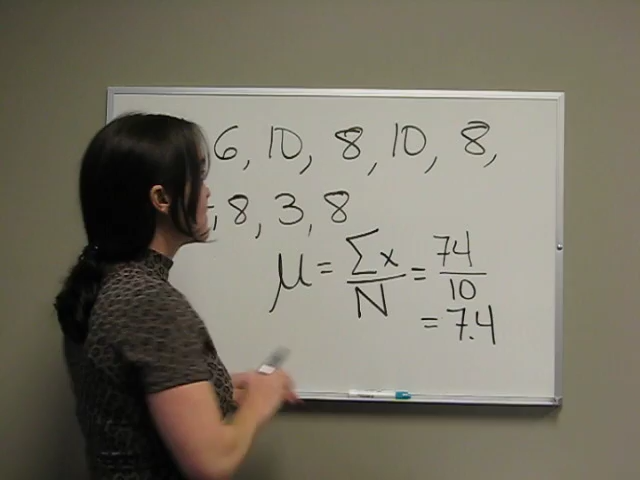 6, 10, 8, 10, 8,
, 8, 3, 8
μ = Σx / N = 74 / 10
= 7.4